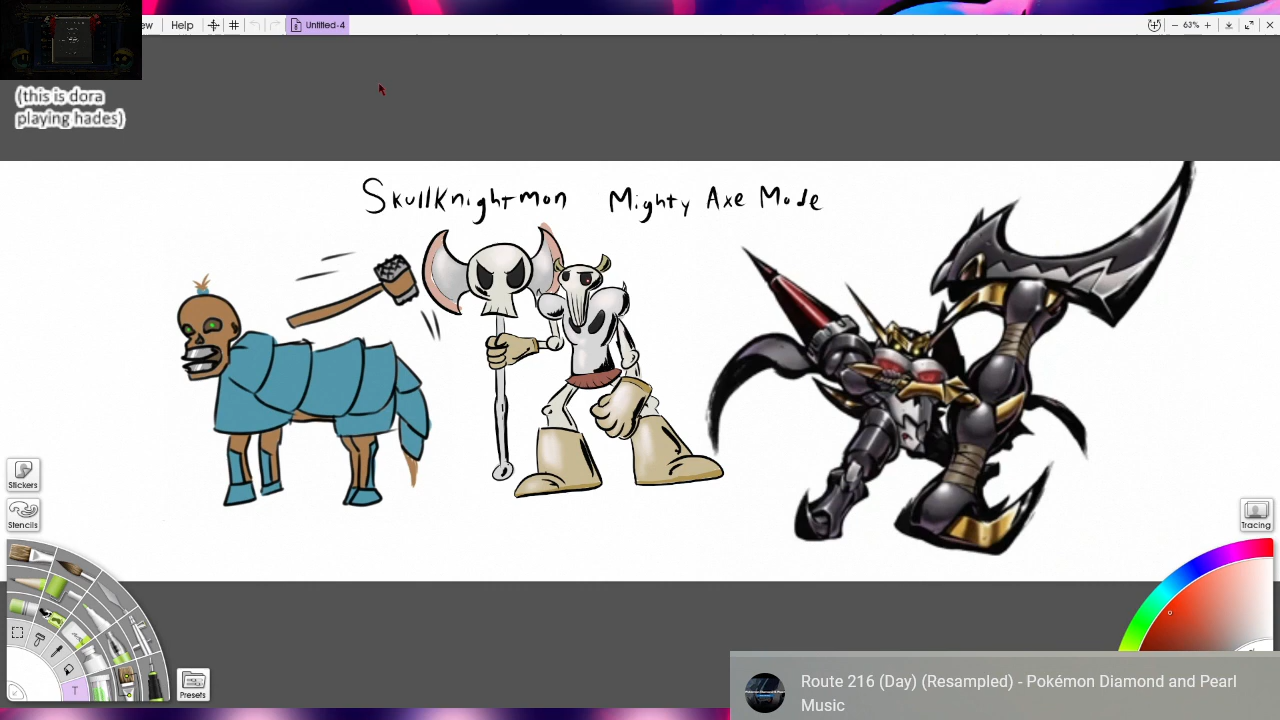 ew Help Untitled-4 63%
(this is dora
playing hades)
SkullKnightmon Mighty Axe Mode
Stickers
Stencils
Tracing
T
Presets
Route 216 (Day) (Resampled) - Pokémon Diamond and Pearl
Music